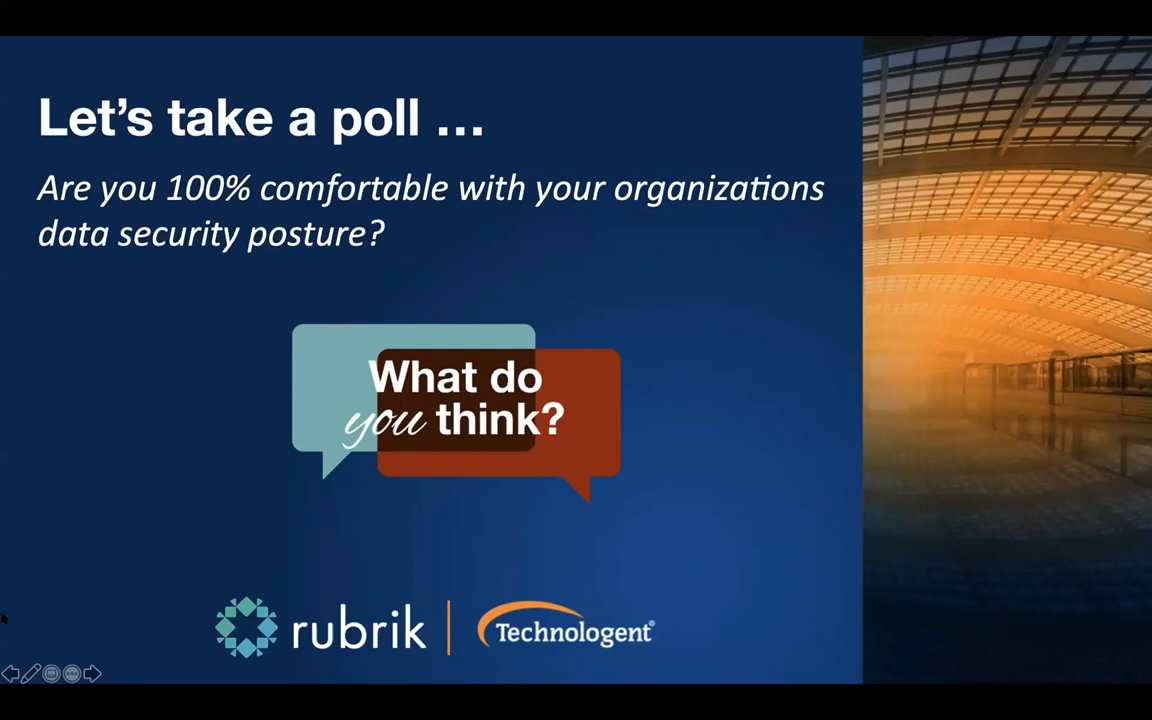 Let's take a poll ...
Are you 100% comfortable with your organizations
data security posture?
What do
you think?
rubrik
Technologent®